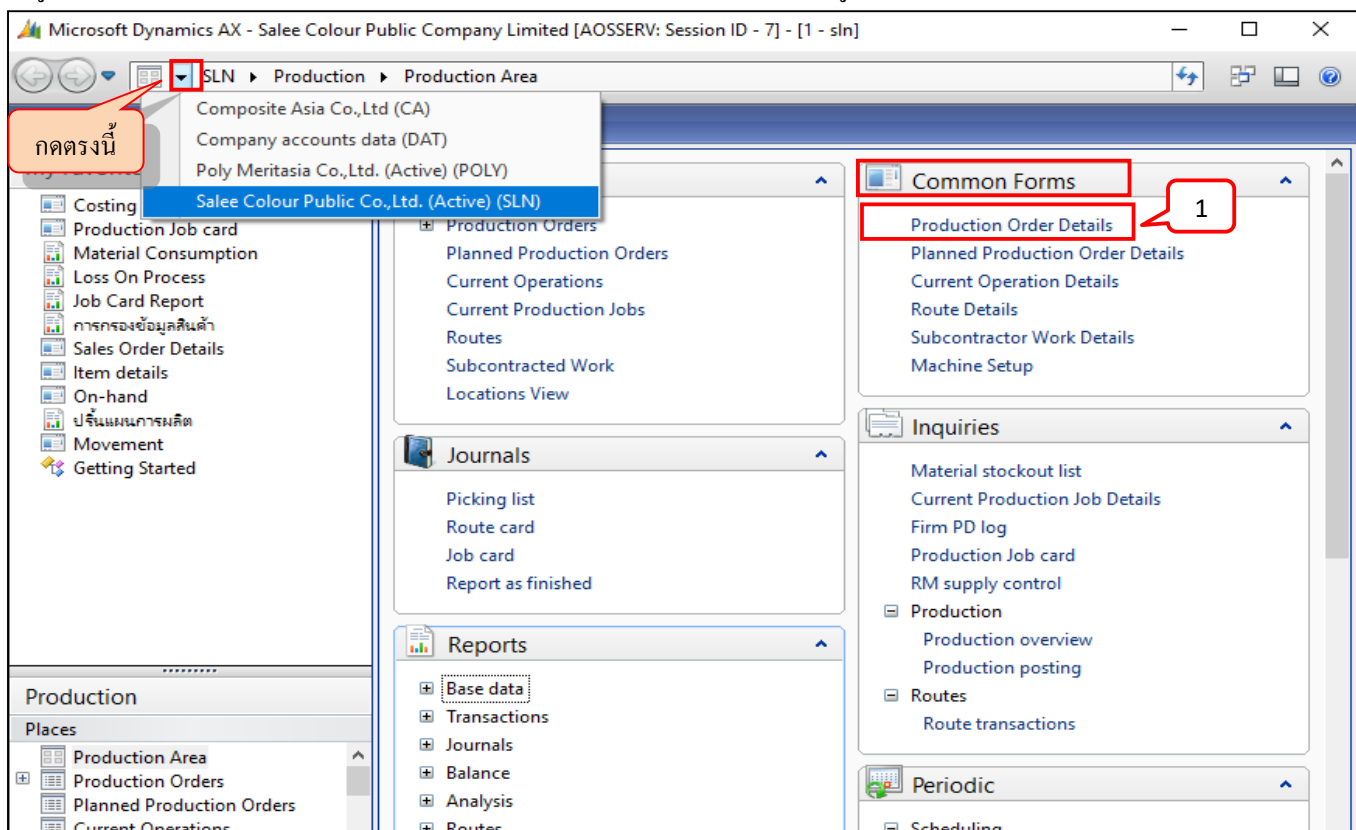 Microsoft Dynamics AX - Salee Colour Public Company Limited [AOSSERV: Session ID - 7] - [1 - sln]
SLN Production Production Area
กดตรงนี้
Composite Asia Co.,Ltd (CA)
Company accounts data (DAT)
Poly Meritasia Co.,Ltd. (Active) (POLY)
Salee Colour Public Co.,Ltd. (Active) (SLN)
Costing
Production Job card
Material Consumption
Loss On Process
Job Card Report
การกรองข้อมูลสินค้า
Sales Order Details
Item details
On-hand
ปริ้นแผนการผลิต
Movement
Getting Started
Production
Places
Production Area
Production Orders
Planned Production Orders
Current Operations
Production Orders
Planned Production Orders
Current Operations
Current Production Jobs
Routes
Subcontracted Work
Locations View
Journals
Picking list
Route card
Job card
Report as finished
Reports
Base data
Transactions
Journals
Balance
Analysis
Routes
Common Forms
1
Production Order Details
Planned Production Order Details
Current Operation Details
Route Details
Subcontractor Work Details
Machine Setup
Inquiries
Material stockout list
Current Production Job Details
Firm PD log
Production Job card
RM supply control
Production
Production overview
Production posting
Routes
Route transactions
Periodic
Scheduling